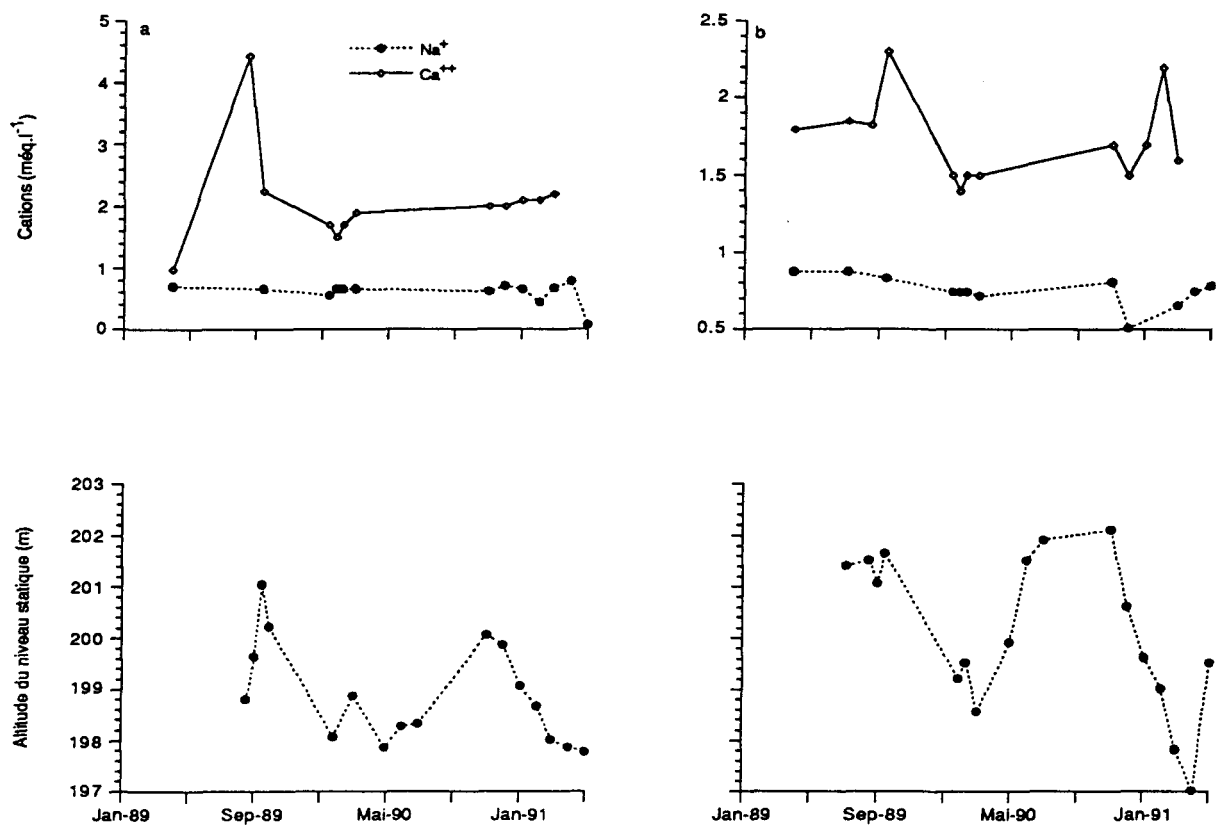 a
Na+
Ca++
Cations (méq.l-1)
5
4
3
2
1
0
b
2.5
2
1.5
1
0.5
Altitude du niveau statique (m)
203
202
201
200
199
198
197
Jan-89
Sep-89
Mai-90
Jan-91
Jan-89
Sep-89
Mai-90
Jan-91